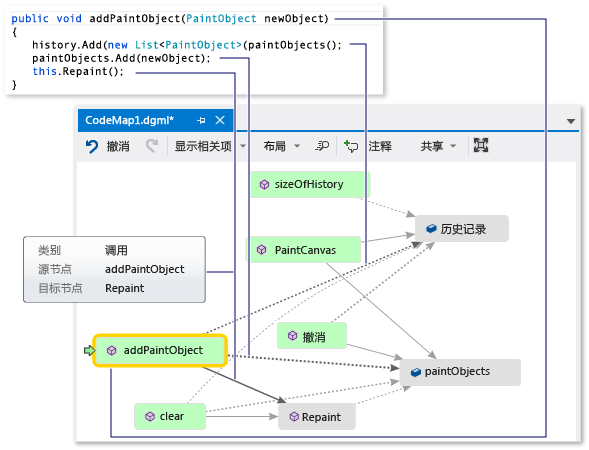 public void addPaintObject(PaintObject newObject)
{
history.Add(new List<PaintObject>(paintObjects();
paintObjects.Add(newObject);
this.Repaint();
}
CodeMap1.dgml*
撤消 显示相关项 布局 注释 共享
sizeOfHistory
历史记录
PaintCanvas
类别 调用
源节点 addPaintObject
目标节点 Repaint
撤消
addPaintObject
paintObjects
clear
Repaint